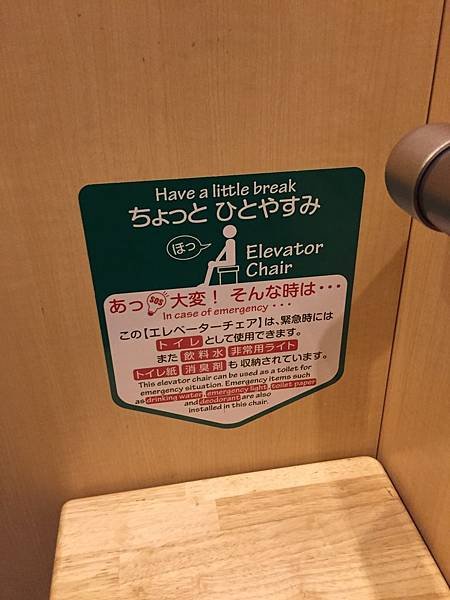 Have a little break
ちょっと ひとやすみ
ほっ
Elevator
Chair
あっ SOS 大変！ そんな時は・・・
In case of emergency ・・・
この【エレベーターチェア】は、緊急時には
トイレ として使用できます。
また 飲料水 非常用ライト
トイレ紙 消臭剤 も収納されています。
This elevator chair can be used as a toilet for
emergency situation. Emergency items such
as drinking water, emergency light, toilet paper
and deodorant are also
installed in this chair.